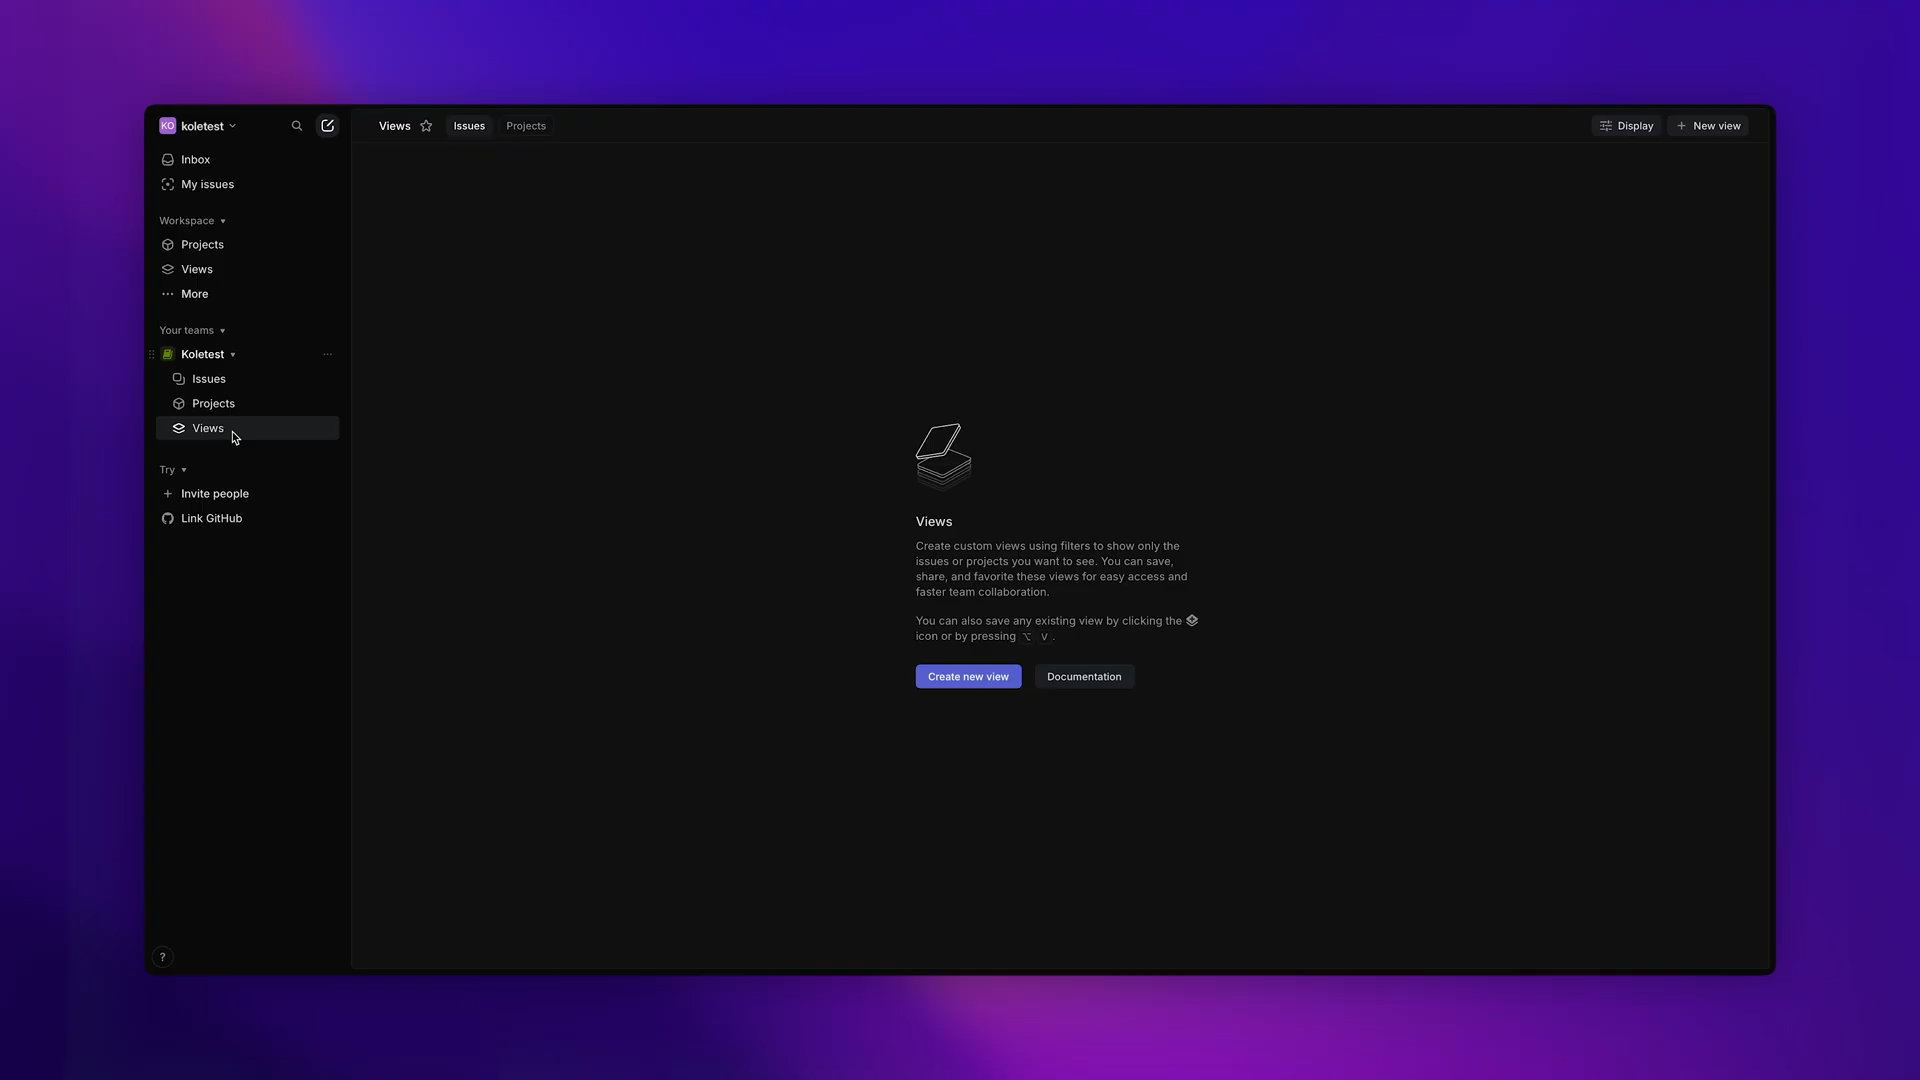 KO koletest
Inbox
My issues
Workspace
Projects
Views
More
Your teams
Koletest
Issues
Projects
Views
Try
Invite people
Link GitHub
?
Views
Issues
Projects
Display
New view
Views
Create custom views using filters to show only the
issues or projects you want to see. You can save,
share, and favorite these views for easy access and
faster team collaboration.
You can also save any existing view by clicking the
icon or by pressing ⌥ V .
Create new view
Documentation